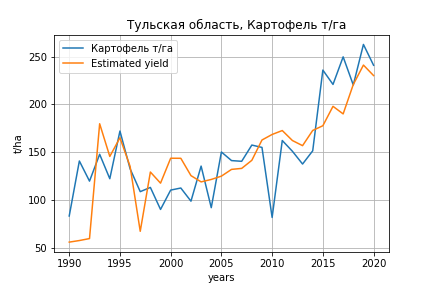 Тульская область, Картофель т/га
Картофель т/га
Estimated yield
t/ha
250
200
150
100
50
1990 1995 2000 2005 2010 2015 2020
years